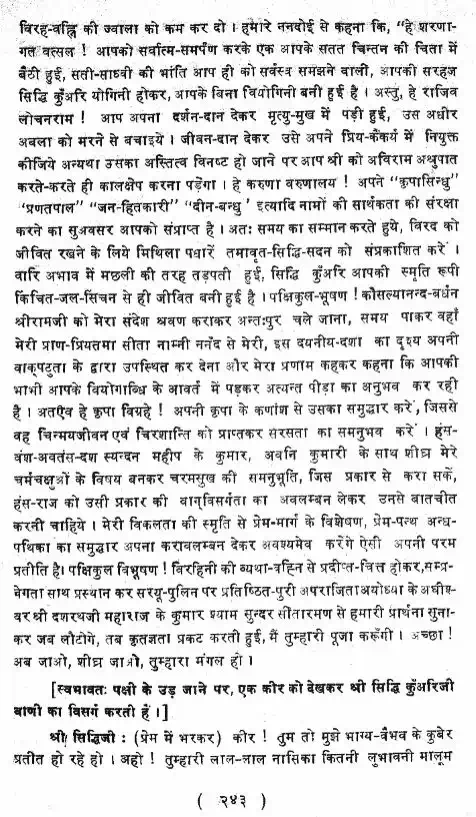 विरह-वह्नि की ज्वाला को कम कर दो । हमारे ननदोई से कहना कि, "हे शरणा-
गत वत्सल ! आपको सर्वात्म-समर्पण करके एक आपके सतत चिन्तन की चिता में
बैठी हुई, सती-साध्वी की भांति आप ही को सर्वस्व समझने वाली, आपकी सरहज
सिद्धि कुँअरि योगिनी होकर, आपके बिना वियोगिनी बनी हुई है । अस्तु, हे राजिव
लोचनराम ! आप अपना दर्शन-दान देकर मृत्यु-मुख में पड़ी हुई, उस अधीर
अबला को मरने से बचाइये । जीवन-दान देकर उसे अपने प्रिय-कैंकर्य में नियुक्त
कीजिये अन्यथा उसका अस्तित्व विनष्ट हो जाने पर आप श्री को अविराम अश्रुपात
करते-करते ही कालक्षेप करना पड़ेगा । हे करुणा वरुणालय ! अपने "कृपासिन्धु"
"प्रणतपाल" "जन-हितकारी" "दीन-बन्धु' इत्यादि नामों की सार्थकता की संरक्षा
करने का सुअवसर आपको संप्राप्त है । अतः समय का सम्मान करते हुये, विरद को
जीवित रखने के लिये मिथिला पधारें तमावृत-सिद्धि-सदन को संप्रकाशित करें ।
वारि अभाव में मछली की तरह तड़पती हुई, सिद्धि कुँअरि आपकी स्मृति रूपी
किंचित-जल-सिंचन से ही जीवित बनी हुई है । पक्षिकुल-भूषण ! कौसल्यानन्द-बर्धन
श्रीरामजी को मेरा संदेश श्रवण कराकर अन्तःपुर चले जाना, समय पाकर वहाँ
मेरी प्राण-प्रियतमा सीता नाम्नी ननँद से मेरी, इस दयनीय-दशा का दृश्य अपनी
वाक्पटुता के द्वारा उपस्थित कर देना और मेरा प्रणाम कहकर कहना कि आपकी
भाभी आपके वियोगाब्धि के आवर्त में पड़कर अत्यन्त पीड़ा का अनुभव कर रही
है । अतएव हे कृपा विग्रहे ! अपनी कृपा के कणांश से उसका समुद्धार करें, जिससे
वह चिन्मयजीवन एवं चिरशान्ति को प्राप्तकर सरसता का समनुभव करें । हंस-
वंश-अवतंस-दश स्यन्दन महीप के कुमार, अवनि कुमारी के साथ शीघ्र मेरे
चर्मचक्षुओं के विषय बनकर चरमसुख की समनुभूति, जिस प्रकार से करा सकें,
हंस-राज को उसी प्रकार की वाग्विसर्गता का अवलम्बन लेकर उनसे बातचीत
करनी चाहिये । मेरी विकलता की स्मृति से प्रेम-मार्ग के विशेषण, प्रेम-पन्थ अन्ध-
पथिका का समुद्धार अपना करावलम्बन देकर अवश्यमेव करेंगे ऐसी अपनी परम
प्रतीति है। पक्षिकुल विभूषण ! विरहिनी की व्यथा-वह्नि से प्रदीप्त-चित्त होकर,सम्प्र-
वेगता साथ प्रस्थान कर सरयू-पुलिन पर प्रतिष्ठित-पुरी अपराजिताअयोध्या के अधीश-
वर श्री दशरथजी महाराज के कुमार श्याम सुन्दर सीतारमण से हमारी प्रार्थना सुना-
कर जब लौटोगे, तब कृतज्ञता प्रकट करती हुई, मैं तुम्हारी पूजा करूँगी । अच्छा !
अब जाओ, शीघ्र जाओ, तुम्हारा मंगल हो ।
[स्वभावतः पक्षी के उड़ जाने पर, एक कीर को देखकर श्री सिद्धि कुँअरिजी
बाणी का विसर्ग करती हैं ।]
श्री सिद्धिजी : (प्रेम में भरकर) कीर ! तुम तो मुझे भाग्य-वैभव के कुबेर
प्रतीत हो रहे हो । अहो ! तुम्हारी लाल-लाल नासिका कितनी लुभावनी मालूम
( २४३ )